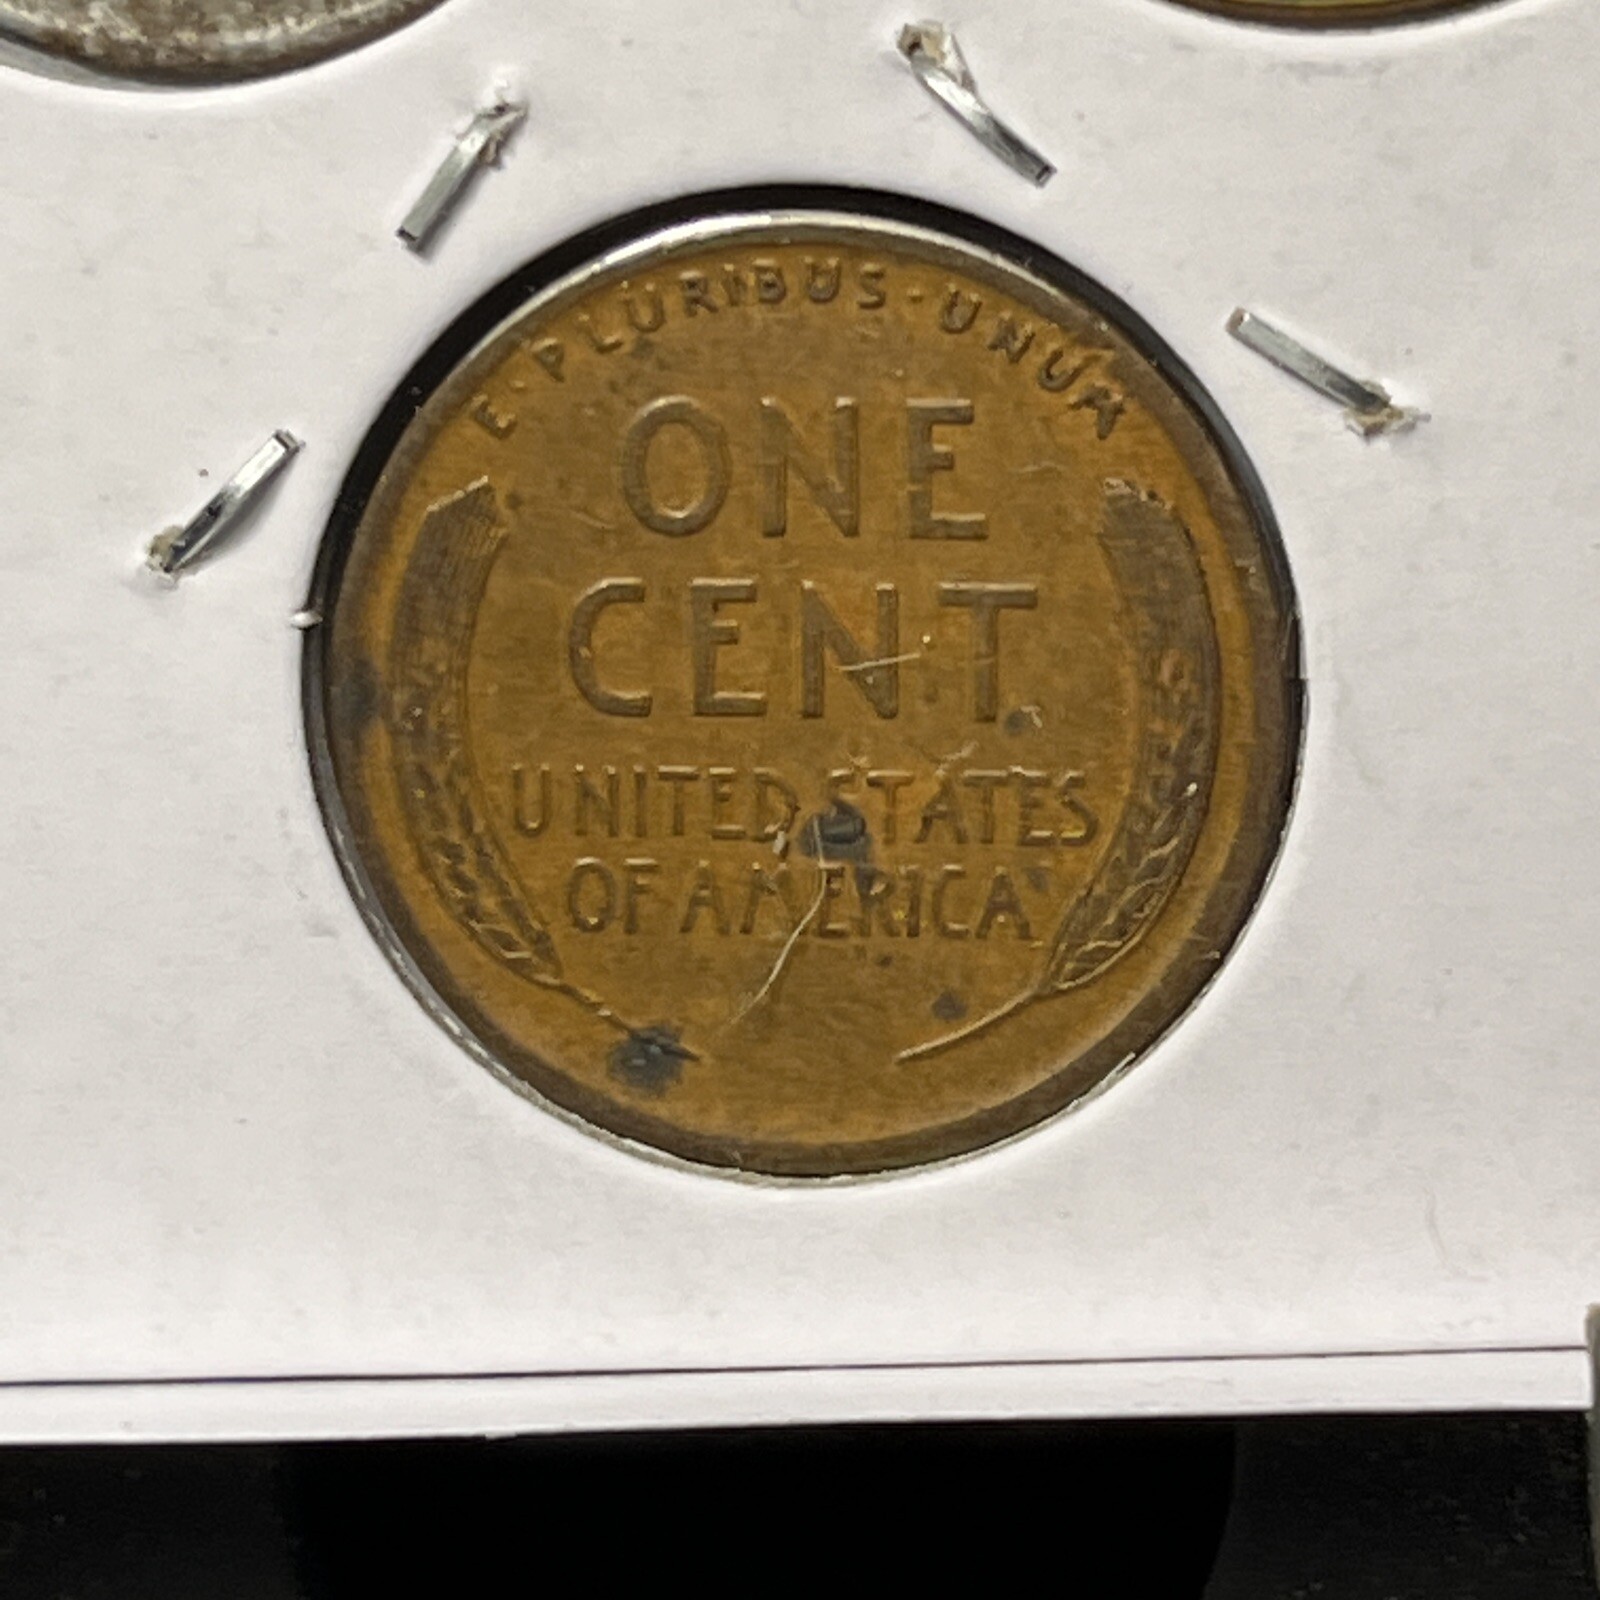 E·PLURIBUS·UNUM
ONE
CENT
UNITED STATES
OF AMERICA